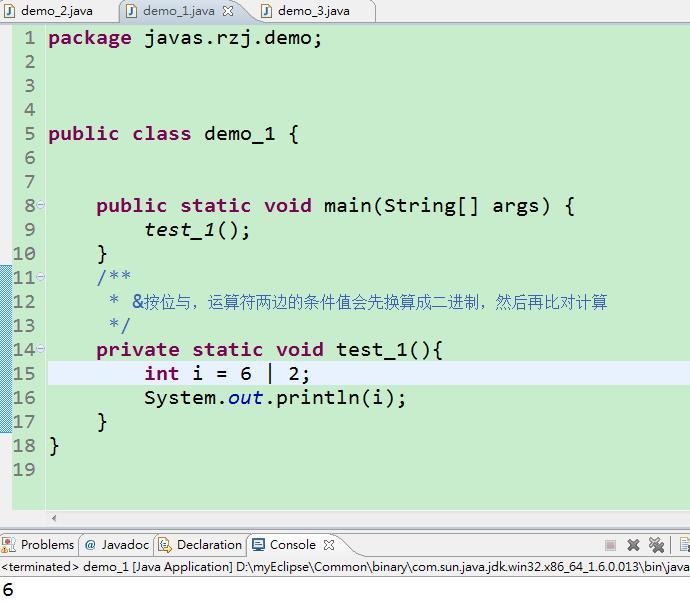 demo_2.java demo_1.java demo_3.java
1 package javas.rzj.demo;
2
3
4
5 public class demo_1 {
6
7
8 public static void main(String[] args) {
9 test_1();
10 }
11 /**
12 * &按位与，运算符两边的条件值会先换算成二进制，然后再比对计算
13 */
14 private static void test_1(){
15 int i = 6 | 2;
16 System.out.println(i);
17 }
18 }
19
Problems @ Javadoc Declaration Console
<terminated> demo_1 [Java Application] D:\myEclipse\Common\binary\com.sun.java.jdk.win32.x86_64_1.6.0.013\bin\java
6